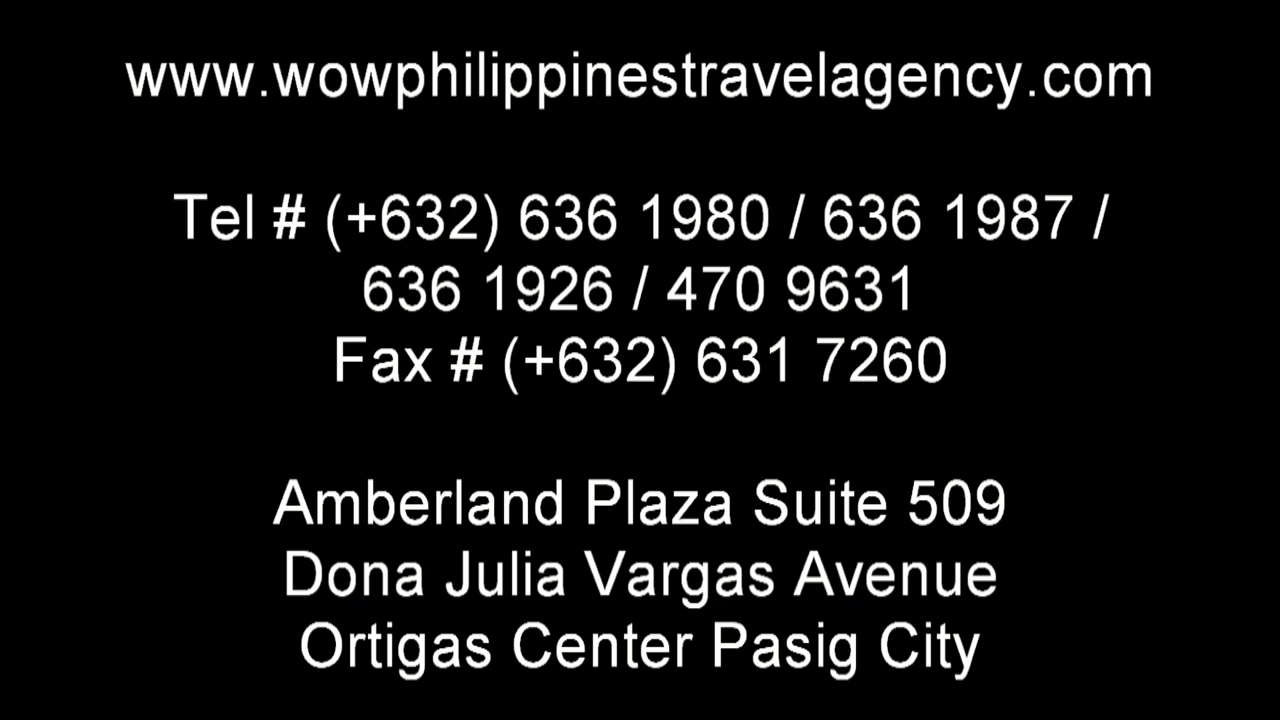 www.wowphilippinestravelagency.com
Tel # (+632) 636 1980 / 636 1987 /
636 1926 / 470 9631
Fax # (+632) 631 7260
Amberland Plaza Suite 509
Dona Julia Vargas Avenue
Ortigas Center Pasig City